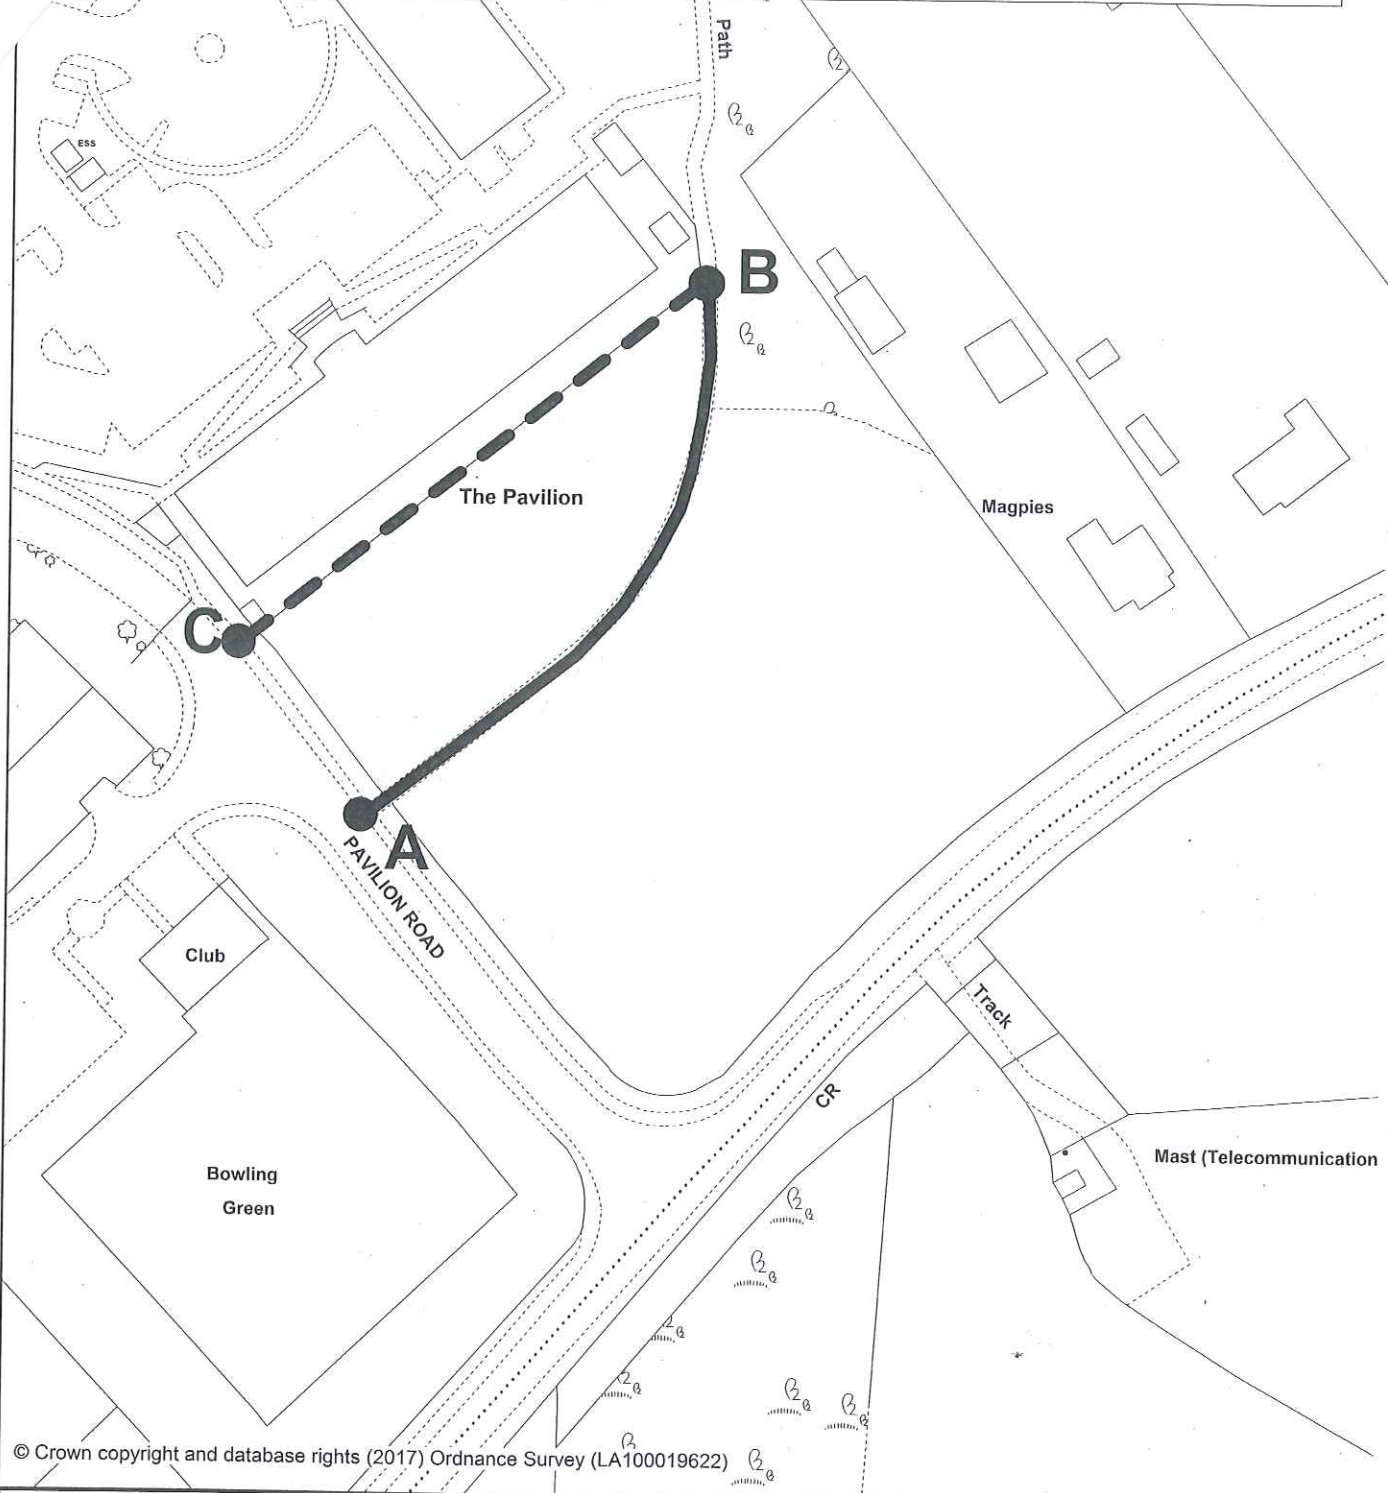 Path
ESS
B
The Pavilion
Magpies
C
A
PAVILION ROAD
Club
Track
CR
Mast (Telecommunication
Bowling
Green
© Crown copyright and database rights (2017) Ordnance Survey (LA100019622)